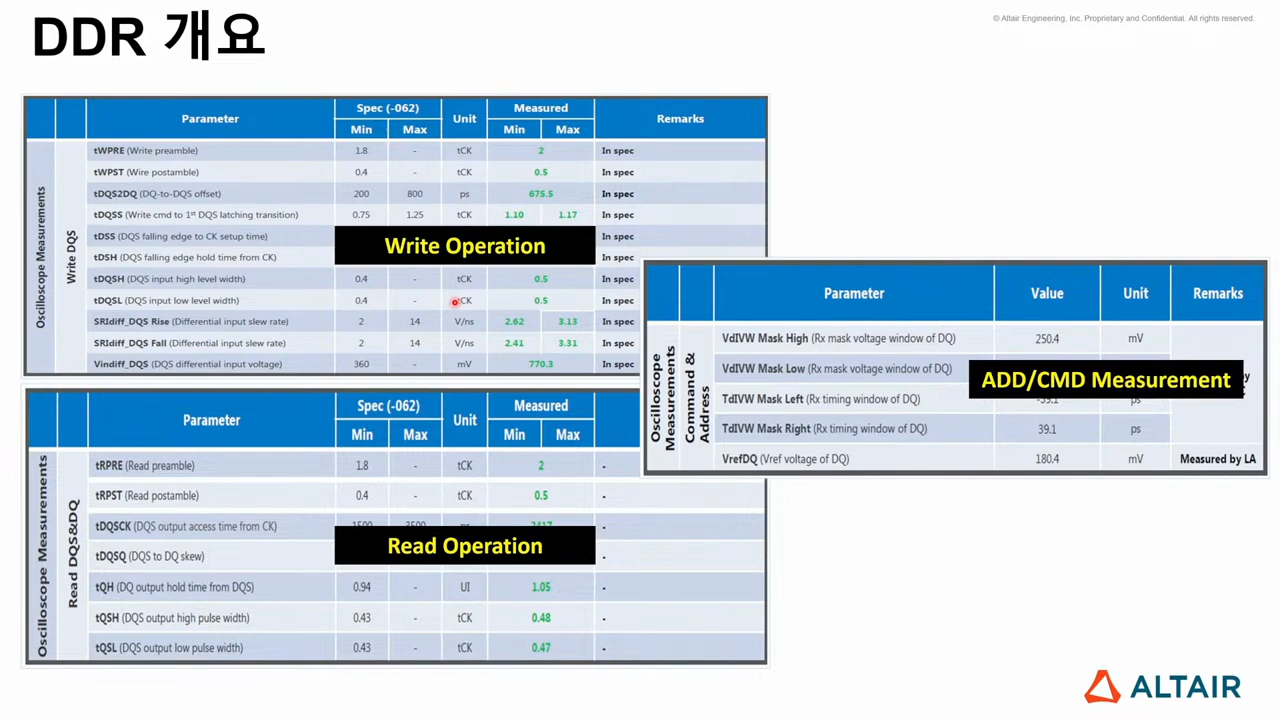 © Altair Engineering, Inc. Proprietary and Confidential. All rights reserved.
DDR 개요
Oscilloscope Measurements
Write DQS
Parameter Spec (-062) Unit Measured Remarks
Min Max Min Max
tWPRE (Write preamble) 1.8 - tCK 2 In spec
tWPST (Wire postamble) 0.4 - tCK 0.5 In spec
tDQS2DQ (DQ-to-DQS offset) 200 800 ps 675.5 In spec
tDQSS (Write cmd to 1st DQS latching transition) 0.75 1.25 tCK 1.10 1.17 In spec
tDSS (DQS falling edge to CK setup time) In spec
Write Operation
tDSH (DQS falling edge hold time from CK) In spec
tDQSH (DQS input high level width) 0.4 - tCK 0.5 In spec
tDQSL (DQS input low level width) 0.4 - tCK 0.5 In spec
SRIdiff_DQS Rise (Differential input slew rate) 2 14 V/ns 2.62 3.13 In spec
SRIdiff_DQS Fall (Differential input slew rate) 2 14 V/ns 2.41 3.31 In spec
Vindiff_DQS (DQS differential input voltage) 360 - mV 770.3 In spec
Oscilloscope Measurements
Command & Address
Parameter Value Unit Remarks
VdIVW Mask High (Rx mask voltage window of DQ) 250.4 mV
VdIVW Mask Low (Rx mask voltage window of DQ)
ADD/CMD Measurement
TdIVW Mask Left (Rx timing window of DQ) -39.1 ps
TdIVW Mask Right (Rx timing window of DQ) 39.1 ps
VrefDQ (Vref voltage of DQ) 180.4 mV Measured by LA
Oscilloscope Measurements
Read DQS&DQ
Parameter Spec (-062) Unit Measured
Min Max Min Max
tRPRE (Read preamble) 1.8 - tCK 2 -
tRPST (Read postamble) 0.4 - tCK 0.5 -
tDQSCK (DQS output access time from CK) 1500 3500 -
Read Operation
tDQSQ (DQS to DQ skew) -
tQH (DQ output hold time from DQS) 0.94 - UI 1.05 -
tQSH (DQS output high pulse width) 0.43 - tCK 0.48 -
tQSL (DQS output low pulse width) 0.43 - tCK 0.47 -
ALTAIR